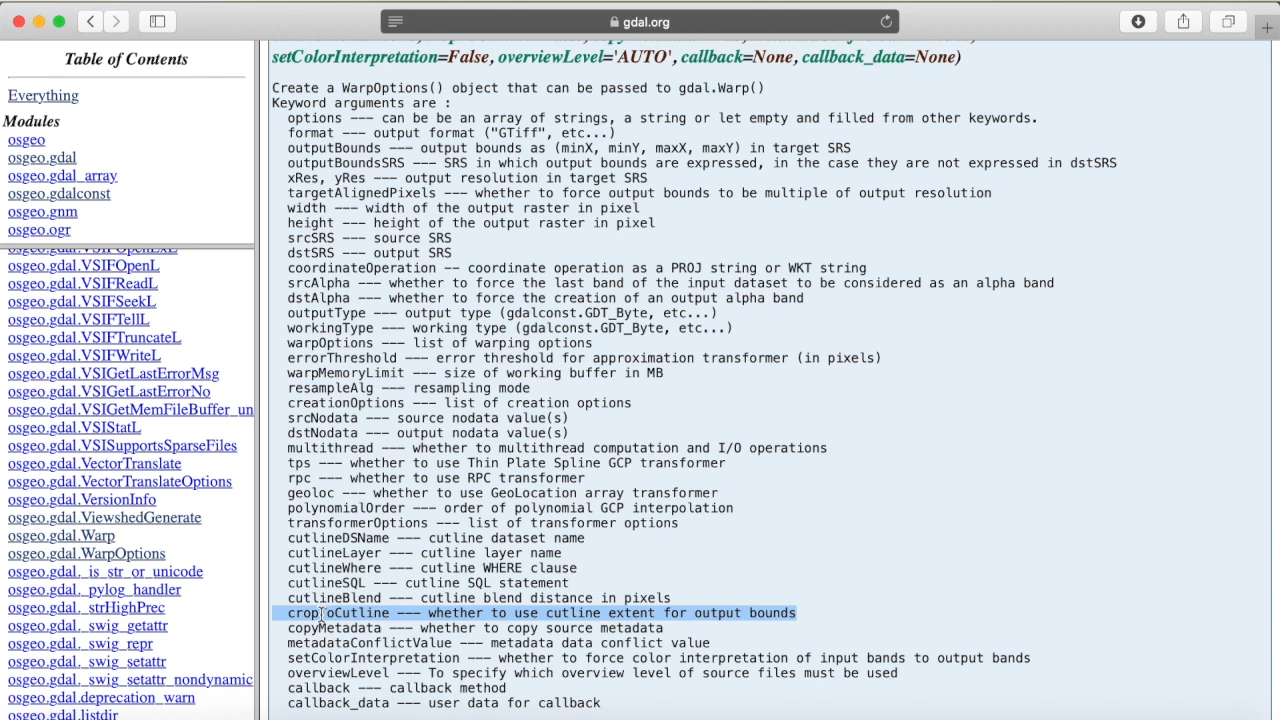 gdal.org
Table of Contents
Everything
Modules
osgeo
osgeo.gdal
osgeo.gdal_array
osgeo.gdalconst
osgeo.gnm
osgeo.ogr
osgeo.gdal.VSIFOpenL
osgeo.gdal.VSIFReadL
osgeo.gdal.VSIFSeekL
osgeo.gdal.VSIFTellL
osgeo.gdal.VSIFTruncateL
osgeo.gdal.VSIFWriteL
osgeo.gdal.VSIGetLastErrorMsg
osgeo.gdal.VSIGetLastErrorNo
osgeo.gdal.VSIGetMemFileBuffer_un
osgeo.gdal.VSIStatL
osgeo.gdal.VSISupportsSparseFiles
osgeo.gdal.VectorTranslate
osgeo.gdal.VectorTranslateOptions
osgeo.gdal.VersionInfo
osgeo.gdal.ViewshedGenerate
osgeo.gdal.Warp
osgeo.gdal.WarpOptions
osgeo.gdal._is_str_or_unicode
osgeo.gdal._pylog_handler
osgeo.gdal._strHighPrec
osgeo.gdal._swig_getattr
osgeo.gdal._swig_repr
osgeo.gdal._swig_setattr
osgeo.gdal._swig_setattr_nondynamic
osgeo.gdal.deprecation_warn
osgeo.gdal.listdir
setColorInterpretation=False, overviewLevel='AUTO', callback=None, callback_data=None)
Create a WarpOptions() object that can be passed to gdal.Warp()
Keyword arguments are :
options --- can be be an array of strings, a string or let empty and filled from other keywords.
format --- output format ("GTiff", etc...)
outputBounds --- output bounds as (minX, minY, maxX, maxY) in target SRS
outputBoundsSRS --- SRS in which output bounds are expressed, in the case they are not expressed in dstSRS
xRes, yRes --- output resolution in target SRS
targetAlignedPixels --- whether to force output bounds to be multiple of output resolution
width --- width of the output raster in pixel
height --- height of the output raster in pixel
srcSRS --- source SRS
dstSRS --- output SRS
coordinateOperation -- coordinate operation as a PROJ string or WKT string
srcAlpha --- whether to force the last band of the input dataset to be considered as an alpha band
dstAlpha --- whether to force the creation of an output alpha band
outputType --- output type (gdalconst.GDT_Byte, etc...)
workingType --- working type (gdalconst.GDT_Byte, etc...)
warpOptions --- list of warping options
errorThreshold --- error threshold for approximation transformer (in pixels)
warpMemoryLimit --- size of working buffer in MB
resampleAlg --- resampling mode
creationOptions --- list of creation options
srcNodata --- source nodata value(s)
dstNodata --- output nodata value(s)
multithread --- whether to multithread computation and I/O operations
tps --- whether to use Thin Plate Spline GCP transformer
rpc --- whether to use RPC transformer
geoloc --- whether to use GeoLocation array transformer
polynomialOrder --- order of polynomial GCP interpolation
transformerOptions --- list of transformer options
cutlineDSName --- cutline dataset name
cutlineLayer --- cutline layer name
cutlineWhere --- cutline WHERE clause
cutlineSQL --- cutline SQL statement
cutlineBlend --- cutline blend distance in pixels
cropToCutline --- whether to use cutline extent for output bounds
copyMetadata --- whether to copy source metadata
metadataConflictValue --- metadata data conflict value
setColorInterpretation --- whether to force color interpretation of input bands to output bands
overviewLevel --- To specify which overview level of source files must be used
callback --- callback method
callback_data --- user data for callback